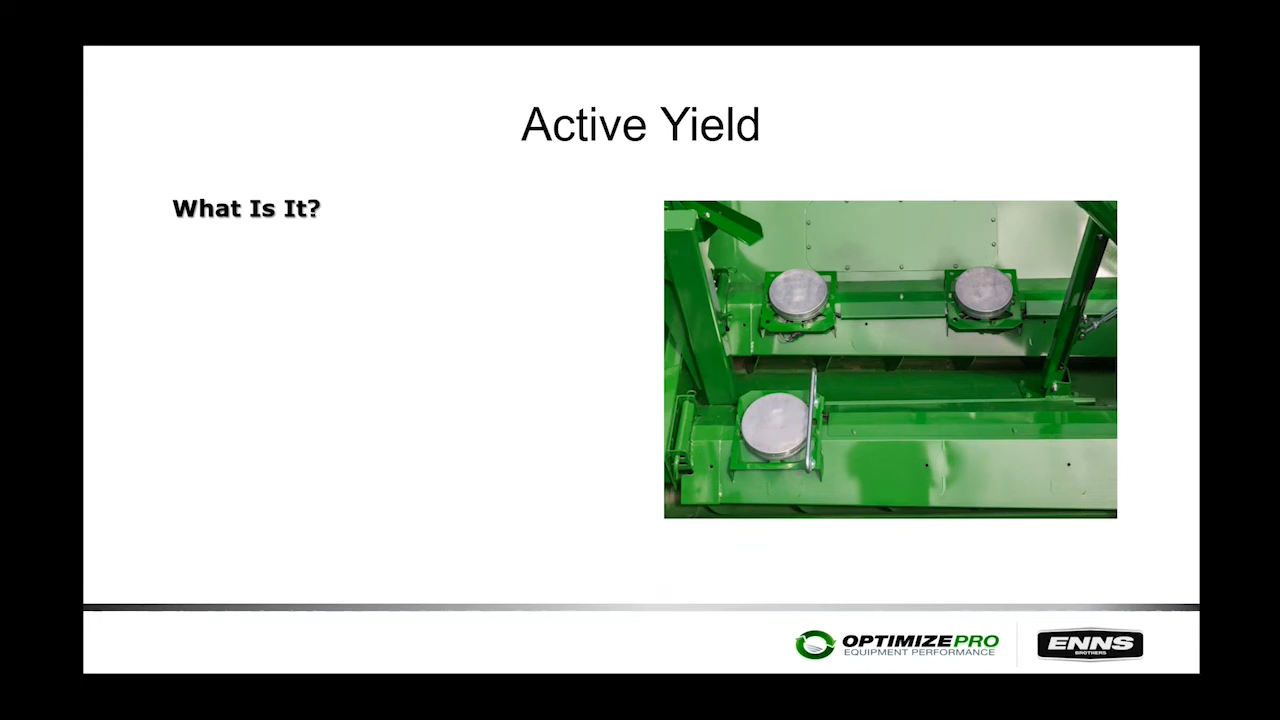 Active Yield
What Is It?
OPTIMIZEPRO
EQUIPMENT PERFORMANCE
ENNS
BROTHERS